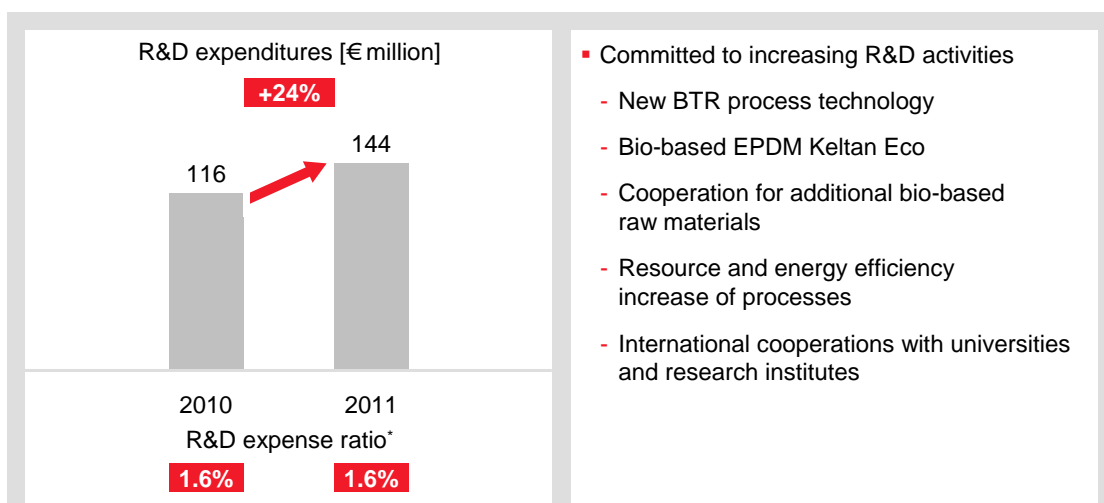 R&D expenditures [€ million]
+24%
116
144
2010
2011
R&D expense ratio*
1.6%
1.6%
▪ Committed to increasing R&D activities
- New BTR process technology
- Bio-based EPDM Keltan Eco
- Cooperation for additional bio-based
raw materials
- Resource and energy efficiency
increase of processes
- International cooperations with universities
and research institutes